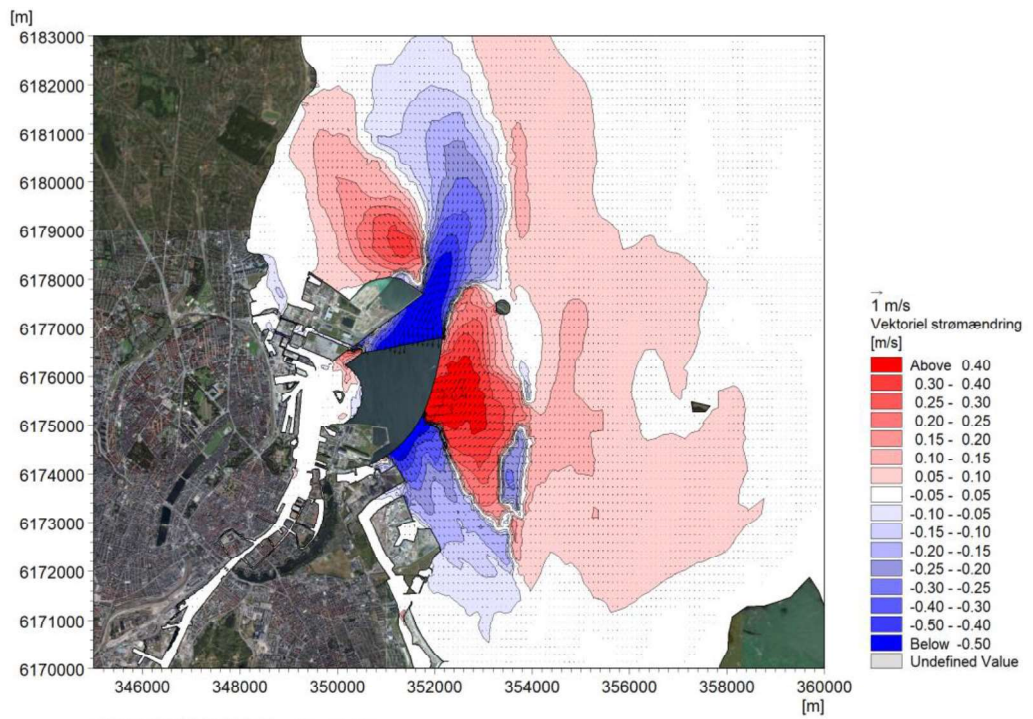 [m]
6183000
6182000
6181000
6180000
6179000
6178000
6177000
6176000
6175000
6174000
6173000
6172000
6171000
6170000
346000 348000 350000 352000 354000 356000 358000 360000
[m]
1 m/s
Vektoriel strømændring
[m/s]
Above 0.40
0.30 - 0.40
0.25 - 0.30
0.20 - 0.25
0.15 - 0.20
0.10 - 0.15
0.05 - 0.10
-0.05 - 0.05
-0.10 - -0.05
-0.15 - -0.10
-0.20 - -0.15
-0.25 - -0.20
-0.30 - -0.25
-0.40 - -0.30
-0.50 - -0.40
Below -0.50
Undefined Value